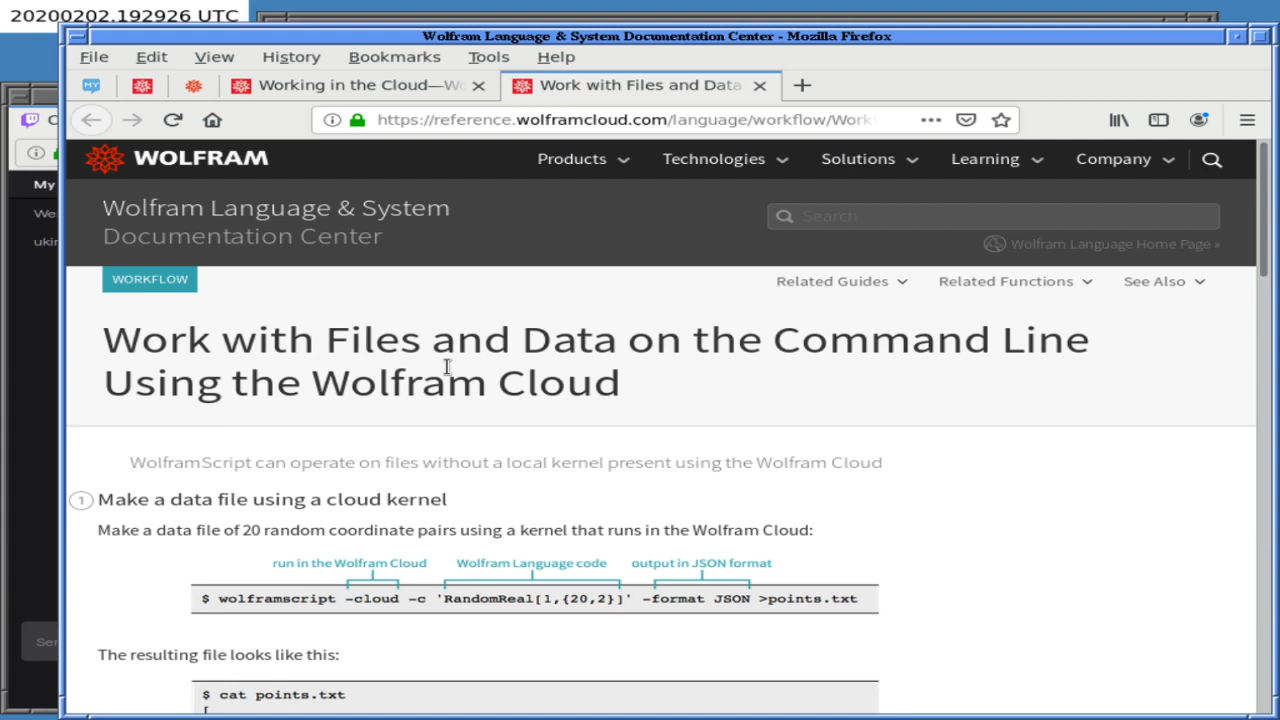 20200202.192926 UTC
Wolfram Language & System Documentation Center - Mozilla Firefox
File Edit View History Bookmarks Tools Help
MY Working in the Cloud—Wo Work with Files and Data
https://reference.wolframcloud.com/language/workflow/Work
WOLFRAM Products Technologies Solutions Learning Company
My
We
ukin
Sen
Wolfram Language & System
Documentation Center
Search
Wolfram Language Home Page »
WORKFLOW
Related Guides Related Functions See Also
Work with Files and Data on the Command Line
Using the Wolfram Cloud
WolframScript can operate on files without a local kernel present using the Wolfram Cloud
1 Make a data file using a cloud kernel
Make a data file of 20 random coordinate pairs using a kernel that runs in the Wolfram Cloud:
run in the Wolfram Cloud Wolfram Language code output in JSON format
$ wolframscript -cloud -c 'RandomReal[1,{20,2}]' -format JSON >points.txt
The resulting file looks like this:
$ cat points.txt
[